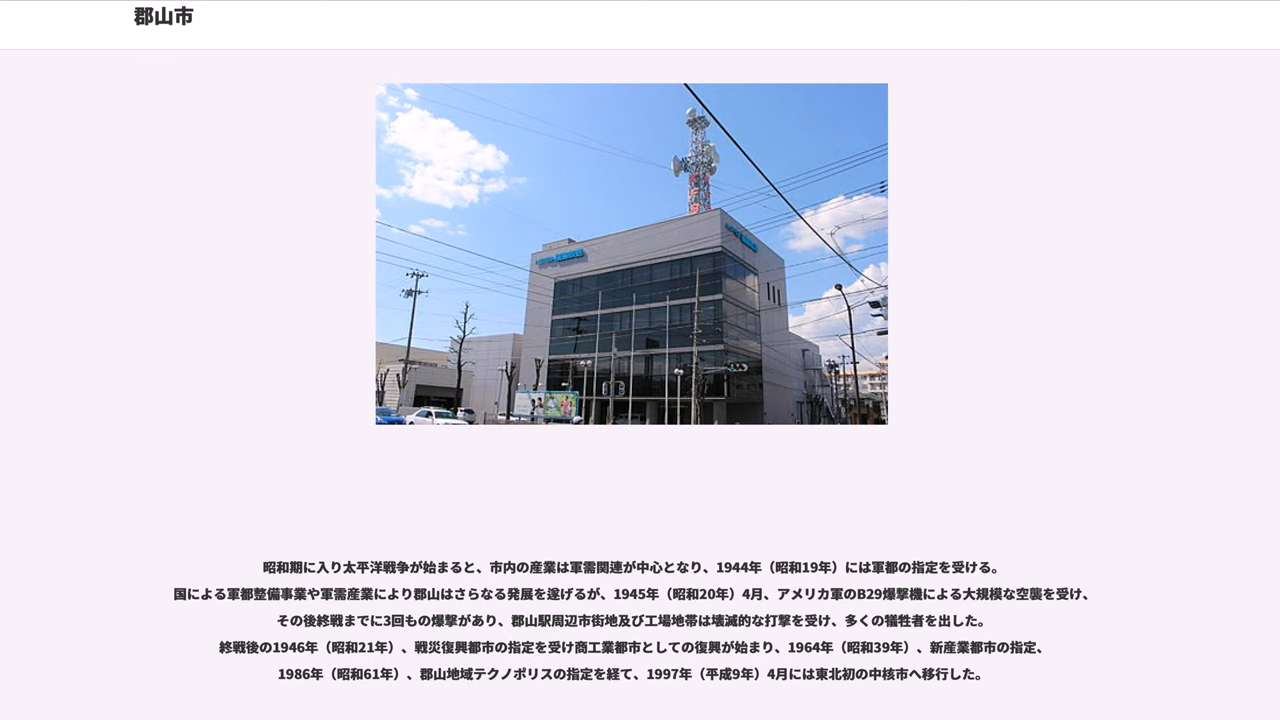 郡山市
KFB
昭和期に入り太平洋戦争が始まると、市内の産業は軍需関連が中心となり、1944年（昭和19年）には軍都の指定を受ける。
国による軍都整備事業や軍需産業により郡山はさらなる発展を遂げるが、1945年（昭和20年）4月、アメリカ軍のB29爆撃機による大規模な空襲を受け、
その後終戦までに3回もの爆撃があり、郡山駅周辺市街地及び工場地帯は壊滅的な打撃を受け、多くの犠牲者を出した。
終戦後の1946年（昭和21年）、戦災復興都市の指定を受け商工業都市としての復興が始まり、1964年（昭和39年）、新産業都市の指定、
1986年（昭和61年）、郡山地域テクノポリスの指定を経て、1997年（平成9年）4月には東北初の中核市へ移行した。